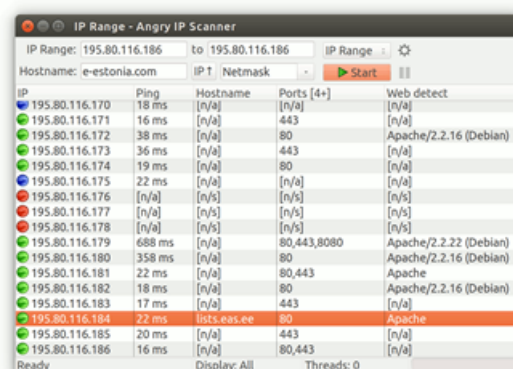 IP Range - Angry IP Scanner
IP Range: 195.80.116.186 to 195.80.116.186 IP Range
Hostname: e-estonia.com IP↑ Netmask Start
IP Ping Hostname Ports [4+] Web detect
195.80.116.170 18 ms [n/a] [n/a] [n/a]
195.80.116.171 16 ms [n/a] 443 [n/a]
195.80.116.172 38 ms [n/a] 80 Apache/2.2.16 (Debian)
195.80.116.173 36 ms [n/a] 443 [n/a]
195.80.116.174 19 ms [n/a] 80 [n/a]
195.80.116.175 22 ms [n/a] [n/a] [n/a]
195.80.116.176 [n/a] [n/s] [n/s] [n/s]
195.80.116.177 [n/a] [n/s] [n/s] [n/s]
195.80.116.178 [n/a] [n/s] [n/s] [n/s]
195.80.116.179 688 ms [n/a] 80,443,8080 Apache/2.2.22 (Debian)
195.80.116.180 358 ms [n/a] 80 Apache/2.2.16 (Debian)
195.80.116.181 22 ms [n/a] 80,443 Apache
195.80.116.182 18 ms [n/a] 80 Apache/2.2.16 (Debian)
195.80.116.183 17 ms [n/a] 443 [n/a]
195.80.116.184 22 ms lists.eas.ee 80 Apache
195.80.116.185 20 ms [n/a] 443 [n/a]
195.80.116.186 16 ms [n/a] 80,443 [n/a]
Ready Display: All Threads: 0